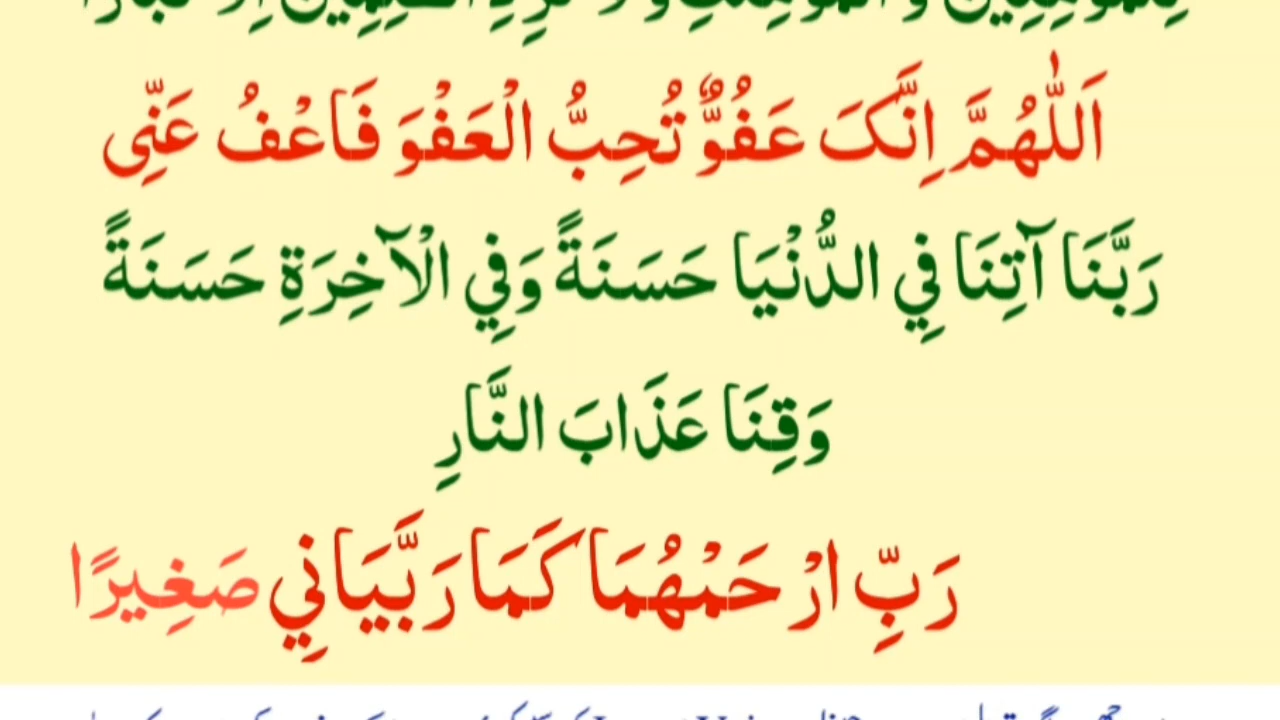 اَللّٰهُمَّ اِنَّکَ عَفُوٌّ تُحِبُّ الْعَفْوَ فَاعْفُ عَنِّی
رَبَّنَا آتِنَا فِي الدُّنْيَا حَسَنَةً وَفِي الْآخِرَةِ حَسَنَةً
وَقِنَا عَذَابَ النَّارِ
رَبِّ ارْحَمْهُمَا كَمَا رَبَّيَانِي صَغِيرًا